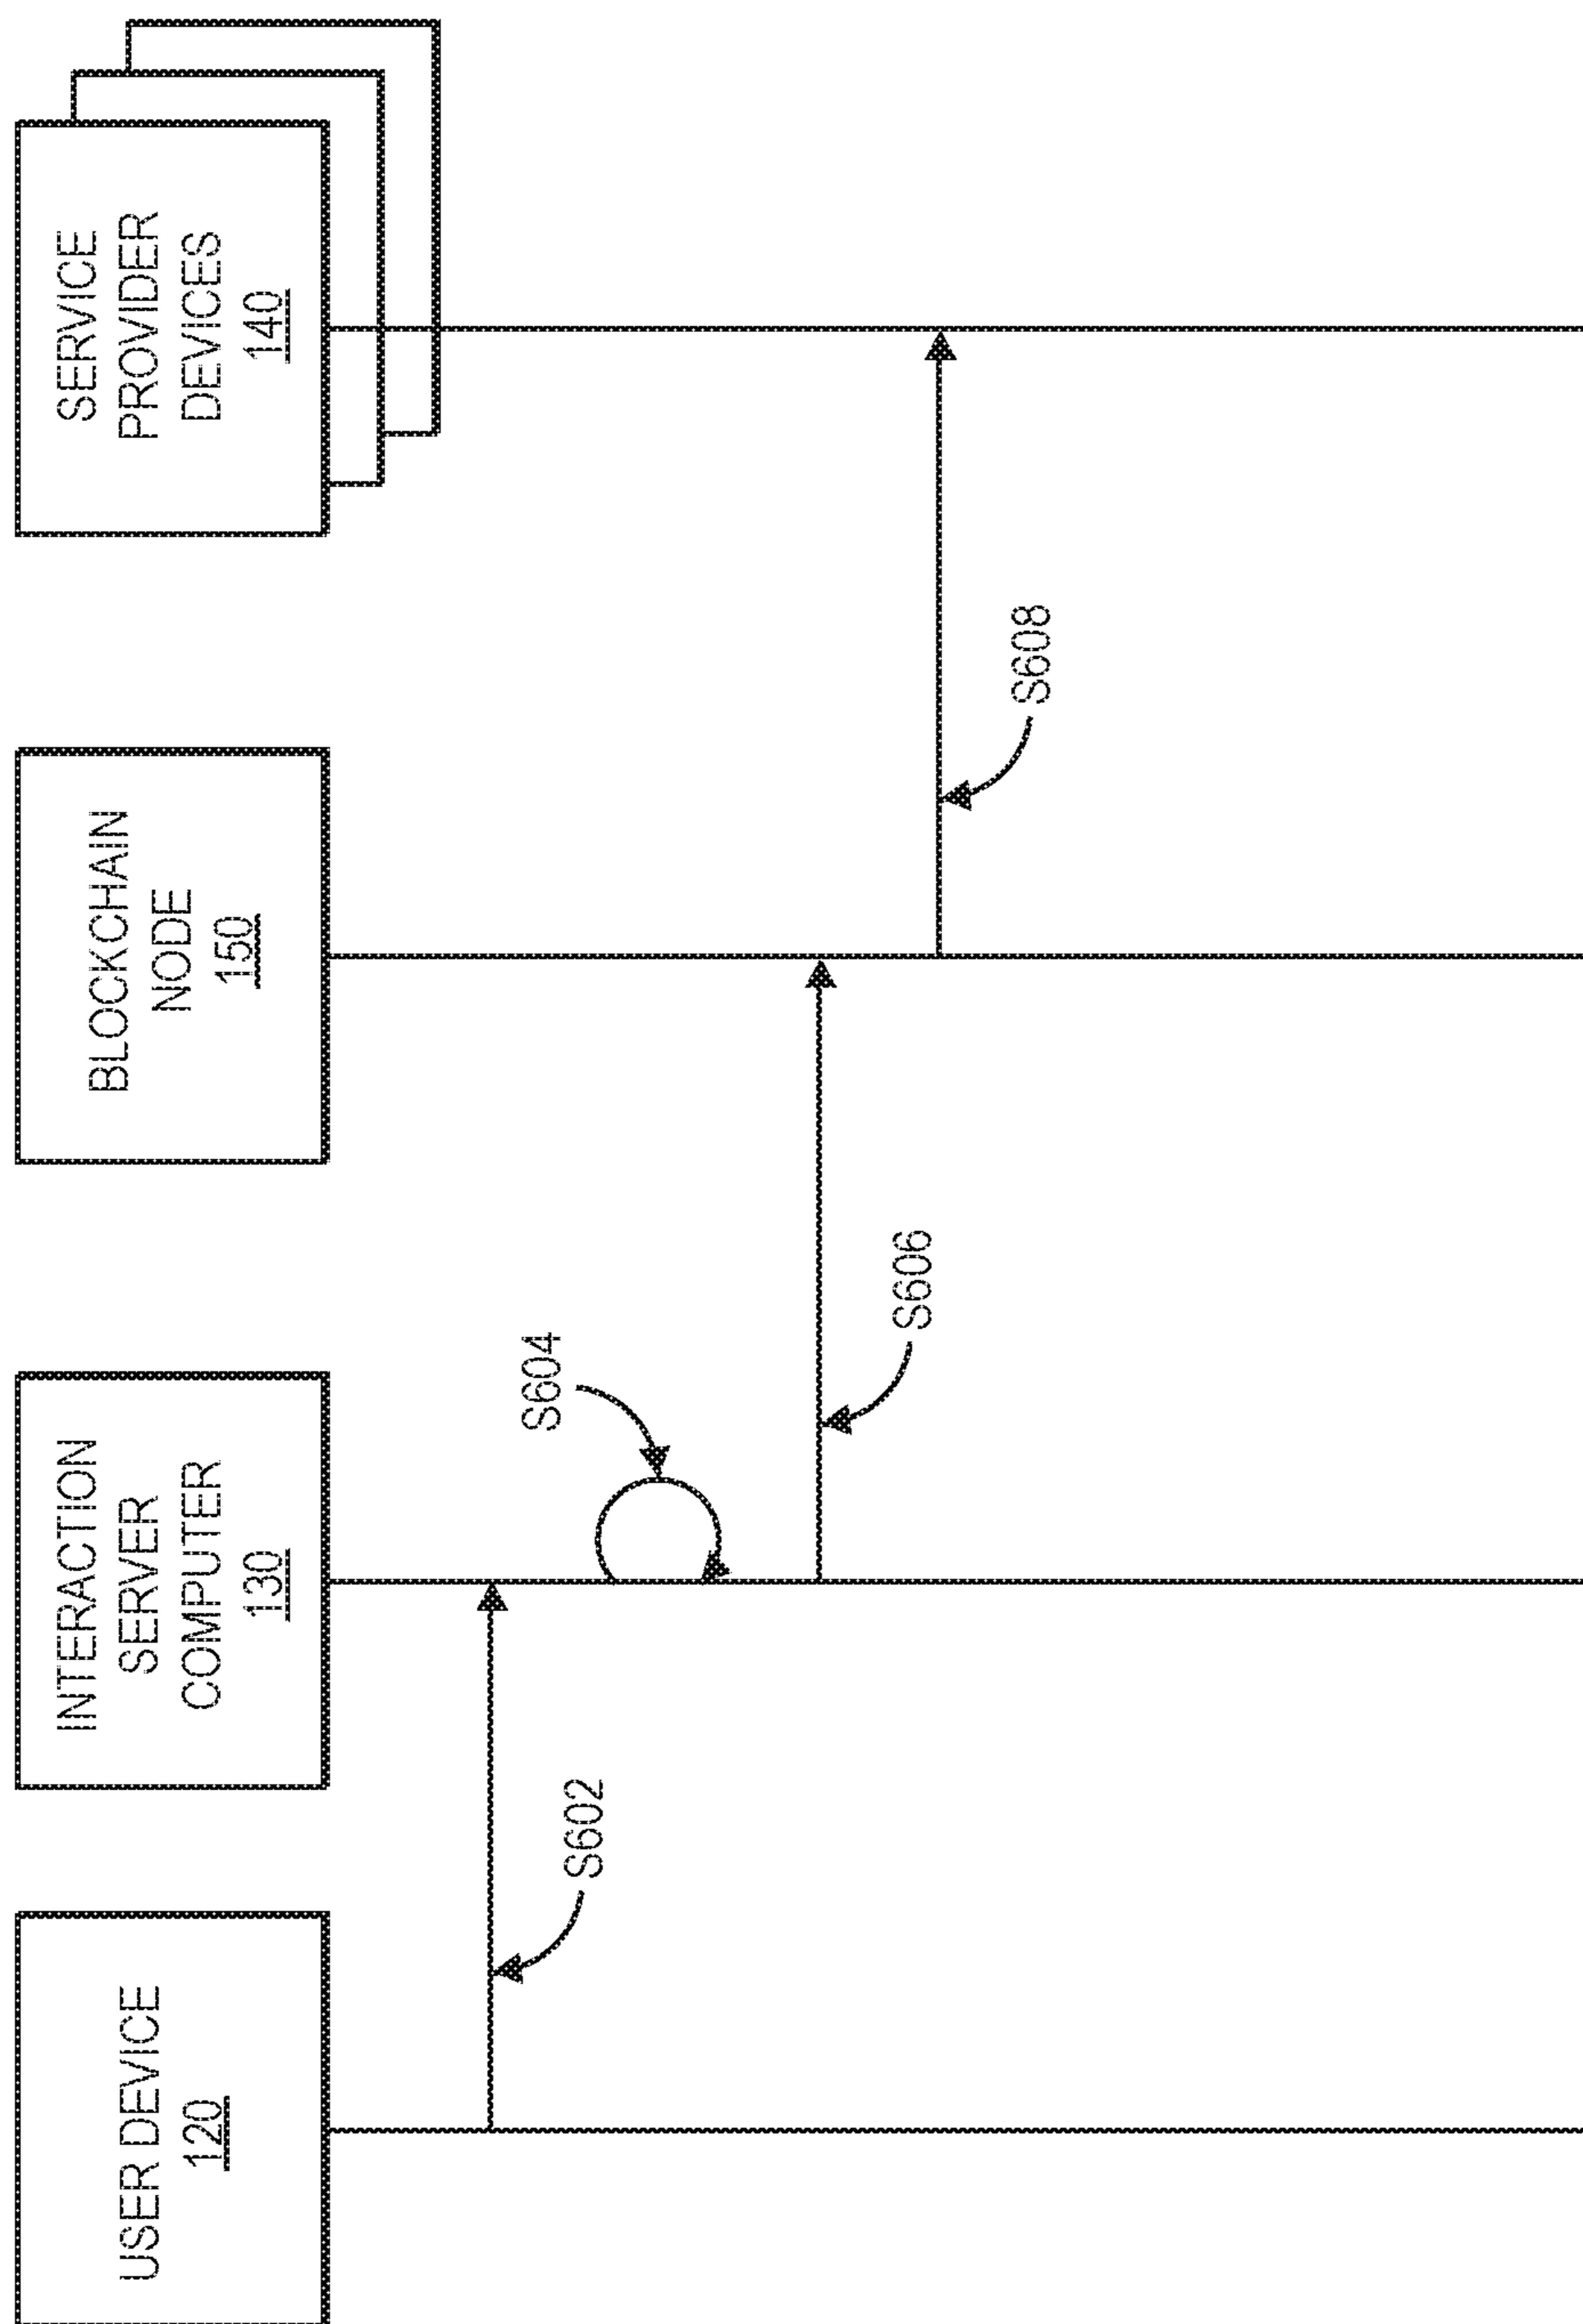 USER DEVICE
120
INTERACTION
SERVER
COMPUTER
130
BLOCKCHAIN
NODE
150
SERVICE
PROVIDER
DEVICES
140
S602
S604
S606
S608